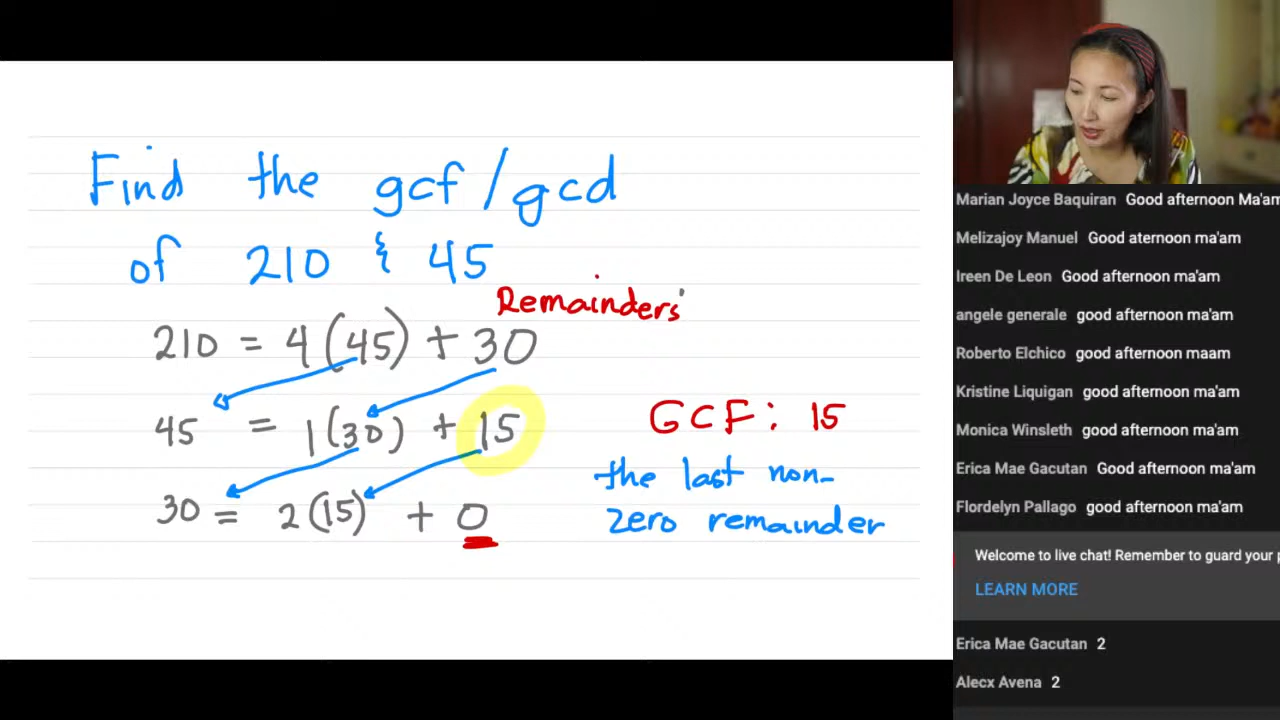 Find the gcf/gcd
of 210 & 45
Remainders
210 = 4(45) + 30
45 = 1(30) + 15
30 = 2(15) + 0
GCF: 15
the last non-
zero remainder
Marian Joyce Baquiran Good afternoon Ma'am
Melizajoy Manuel Good aternoon ma'am
Ireen De Leon Good afternoon ma'am
angele generale good afternoon ma'am
Roberto Elchico good afternoon maam
Kristine Liquigan good afternoon ma'am
Monica Winsleth good afternoon ma'am
Erica Mae Gacutan Good afternoon ma'am
Flordelyn Pallago good afternoon ma'am
Welcome to live chat! Remember to guard your p
LEARN MORE
Erica Mae Gacutan 2
Alecx Avena 2